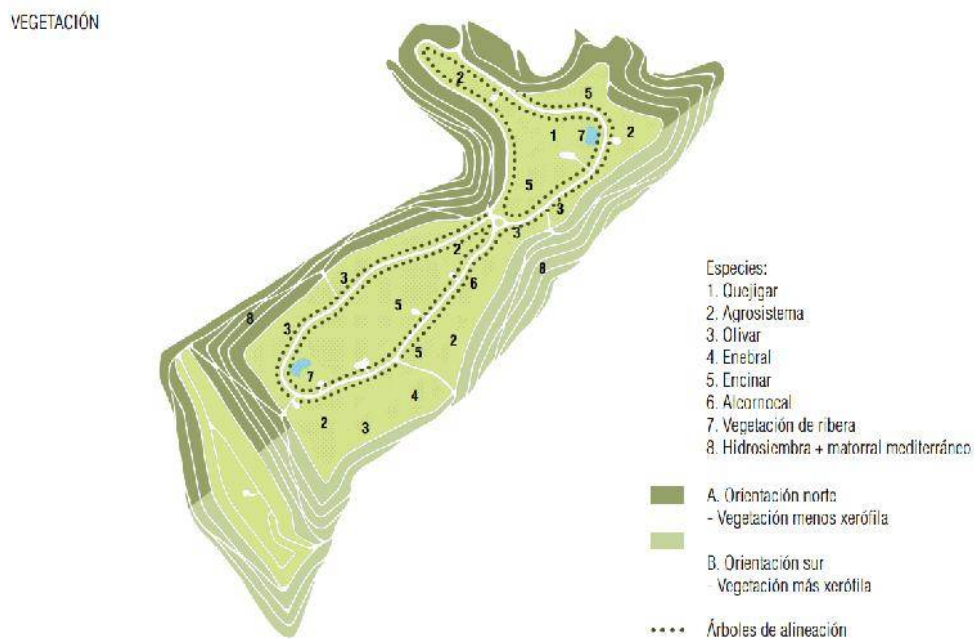 VEGETACIÓN
2
5
1
7
2
5
3
3
2
8
3
6
5
8
3
2
5
7
4
2
3
Especies:
1. Quejigar
2. Agrosistema
3. Olivar
4. Enebral
5. Encinar
6. Alcornocal
7. Vegetación de ribera
8. Hidrosiembra + matorral mediterráneo
A. Orientación norte
- Vegetación menos xerófila
B. Orientación sur
- Vegetación más xerófila
Árboles de alineación